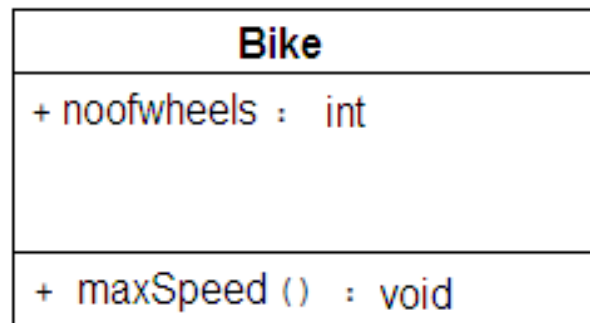 Bike
+ noofwheels : int
+ maxSpeed () : void